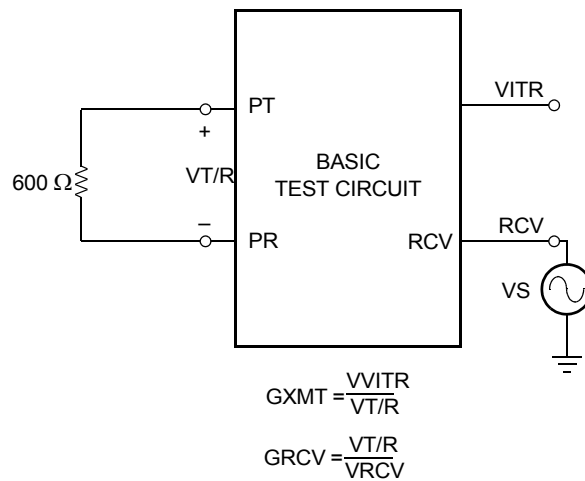 VITR
PT
+
BASIC
TEST CIRCUIT
600 Ω
VT/R
–
PR
RCV
RCV
VS
GXMT = VVITR
VT/R
GRCV = VT/R
VRCV